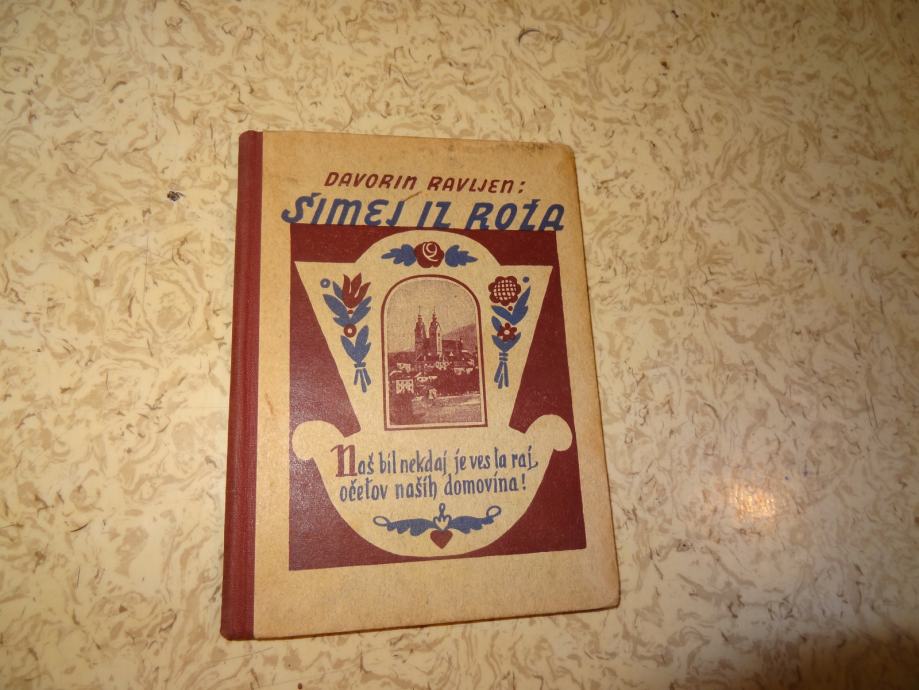 DAVORIN RAVLJEN:
ŠIMEJ IZ ROŽA
Naš bil nekdaj je ves ta raj,
očetov naših domovina!